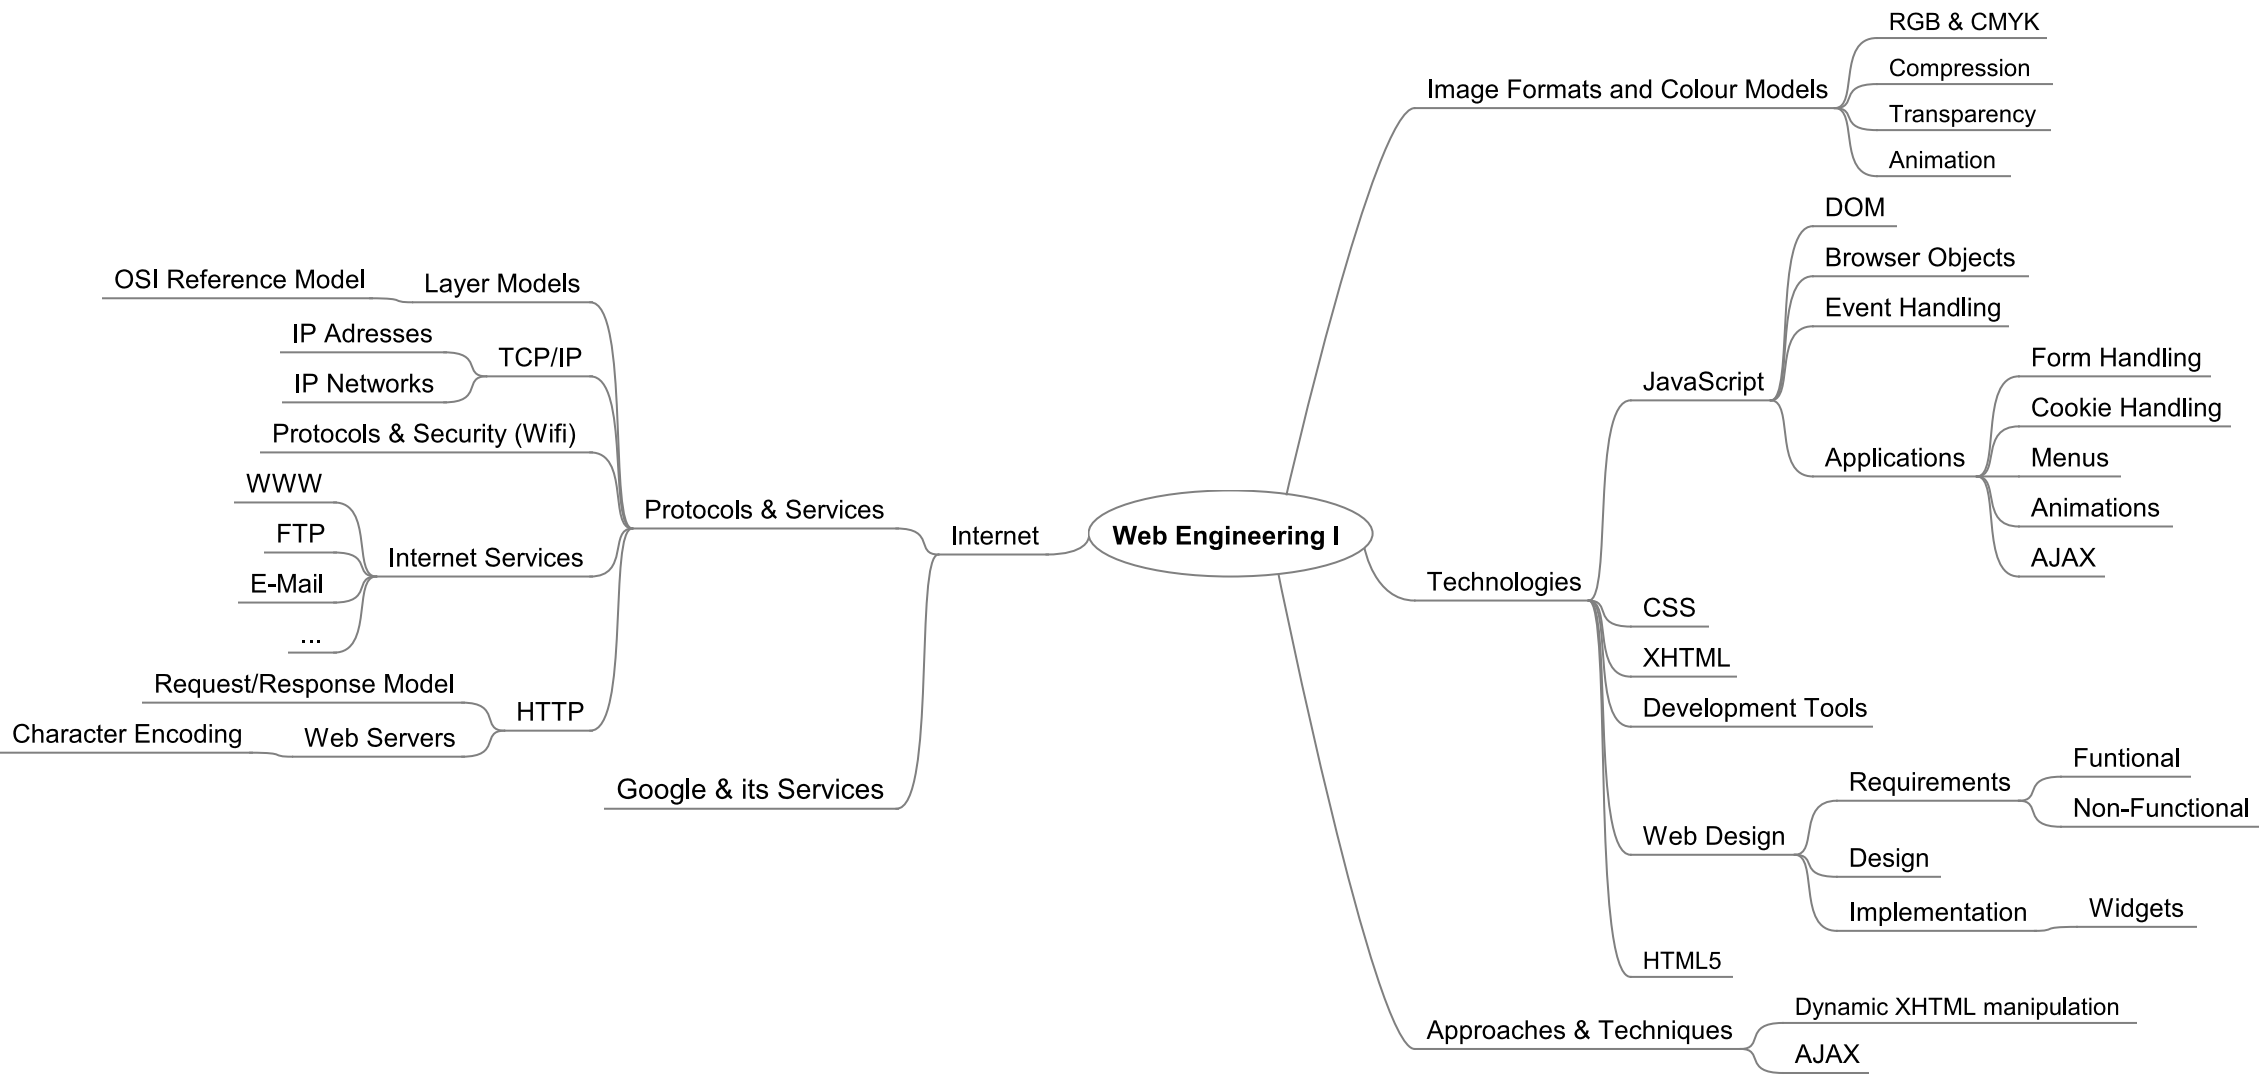 Web Engineering I
Image Formats and Colour Models
RGB & CMYK
Compression
Transparency
Animation
Technologies
JavaScript
DOM
Browser Objects
Event Handling
Applications
Form Handling
Cookie Handling
Menus
Animations
AJAX
CSS
XHTML
Development Tools
Web Design
Requirements
Funtional
Non-Functional
Design
Implementation
Widgets
HTML5
Approaches & Techniques
Dynamic XHTML manipulation
AJAX
Internet
Protocols & Services
Layer Models
OSI Reference Model
TCP/IP
IP Adresses
IP Networks
Protocols & Security (Wifi)
Internet Services
WWW
FTP
E-Mail
...
HTTP
Request/Response Model
Web Servers
Character Encoding
Google & its Services